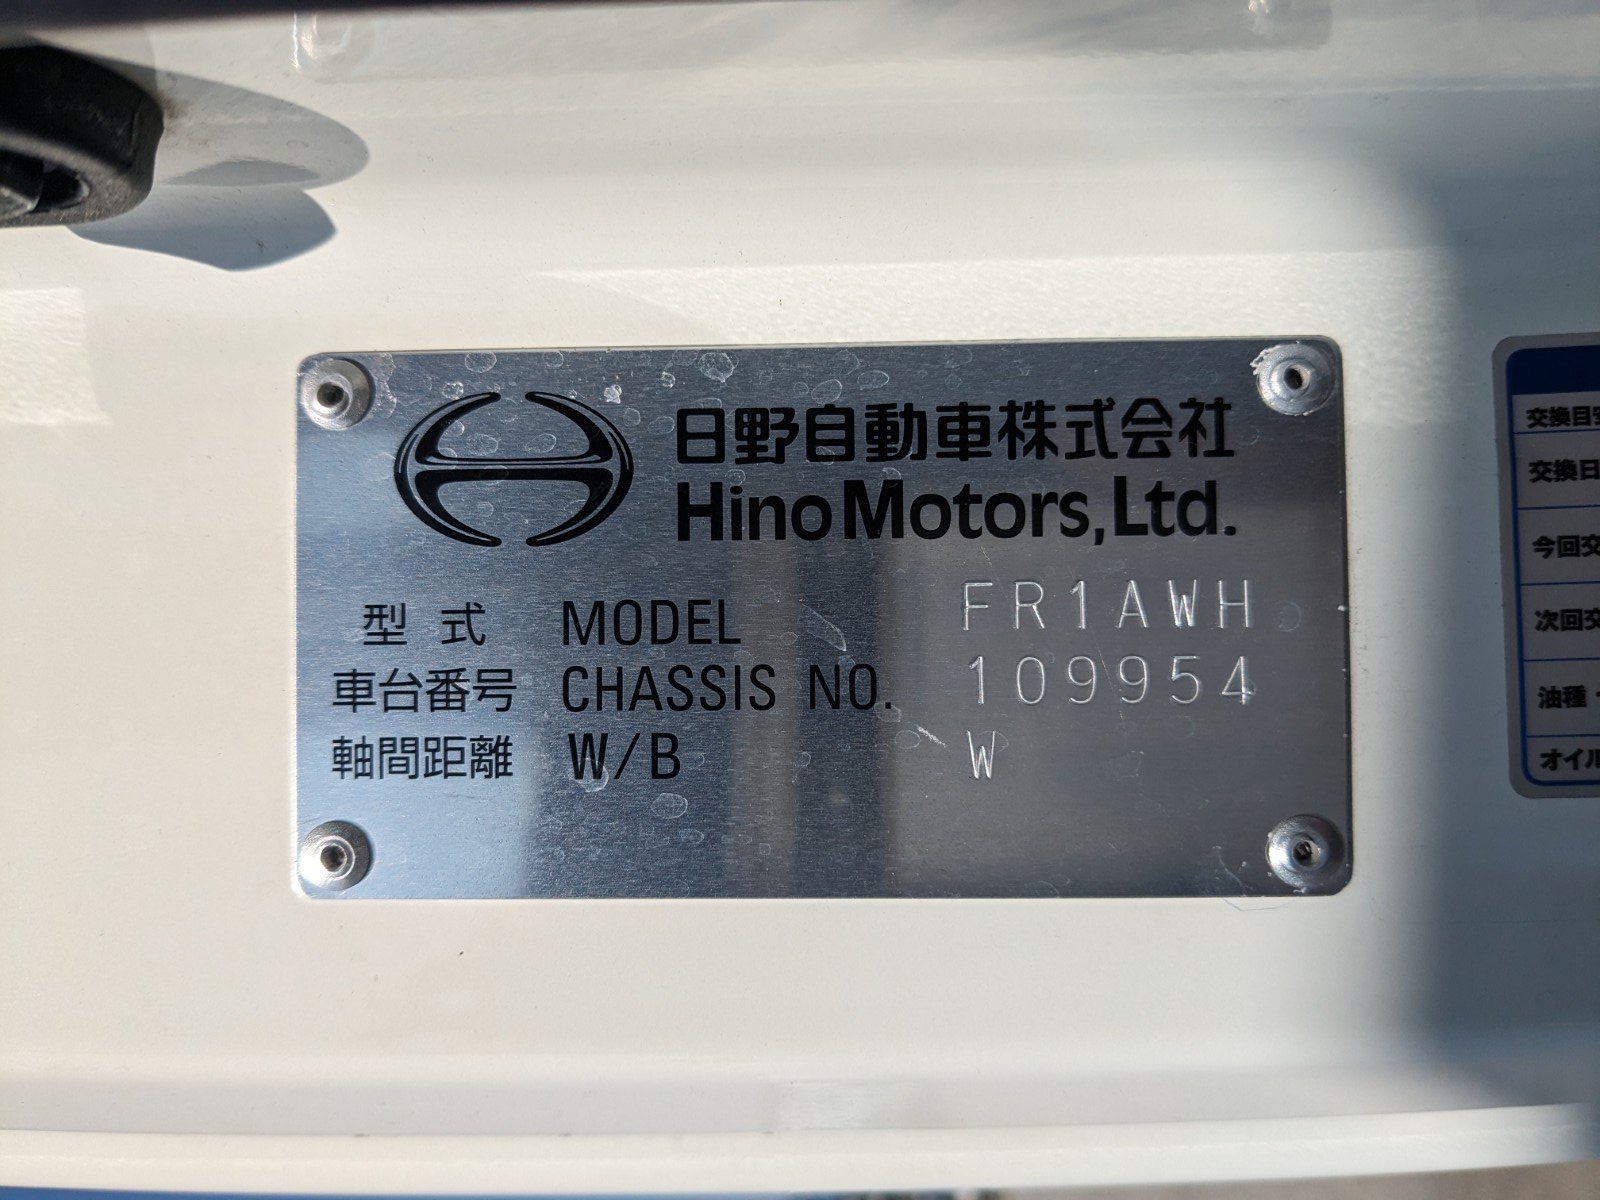 日野自動車株式会社
Hino Motors,Ltd.
型式 MODEL FR1AWH
車台番号 CHASSIS NO. 109954
軸間距離 W/B W
交換目安
交換日
今回交
次回交
油種
オイル